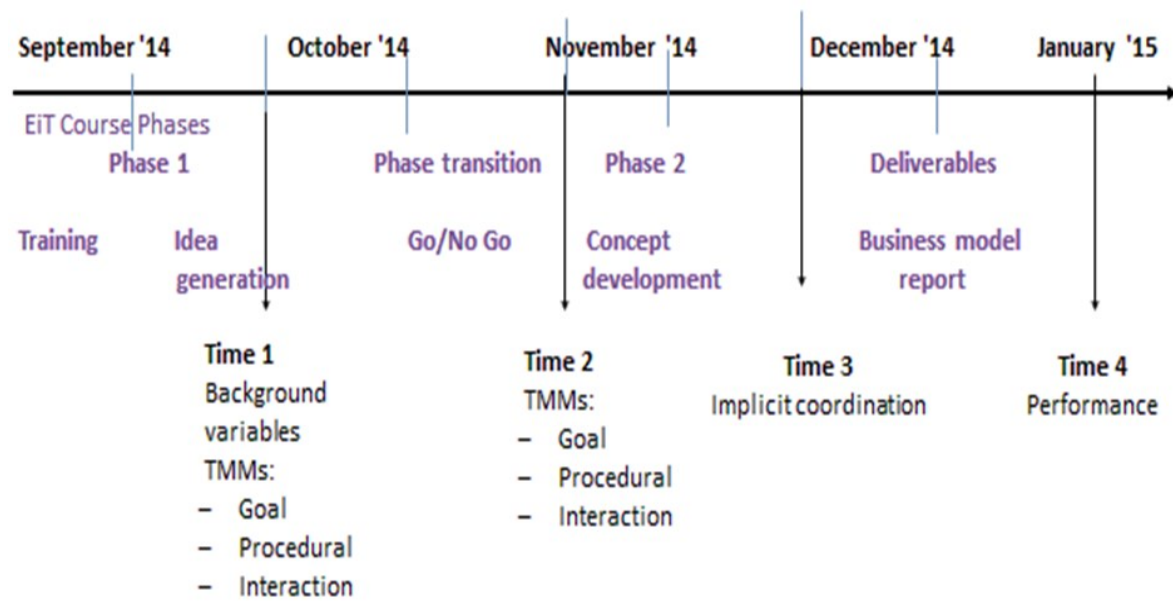 September '14 October '14 November '14 December '14 January '15
EiT Course Phases
Phase 1 Phase transition Phase 2 Deliverables
Training Idea Go/No Go Concept Business model
generation development report
Time 1
Background
variables
TMMs:
– Goal
– Procedural
– Interaction
Time 2
TMMs:
– Goal
– Procedural
– Interaction
Time 3
Implicit coordination
Time 4
Performance